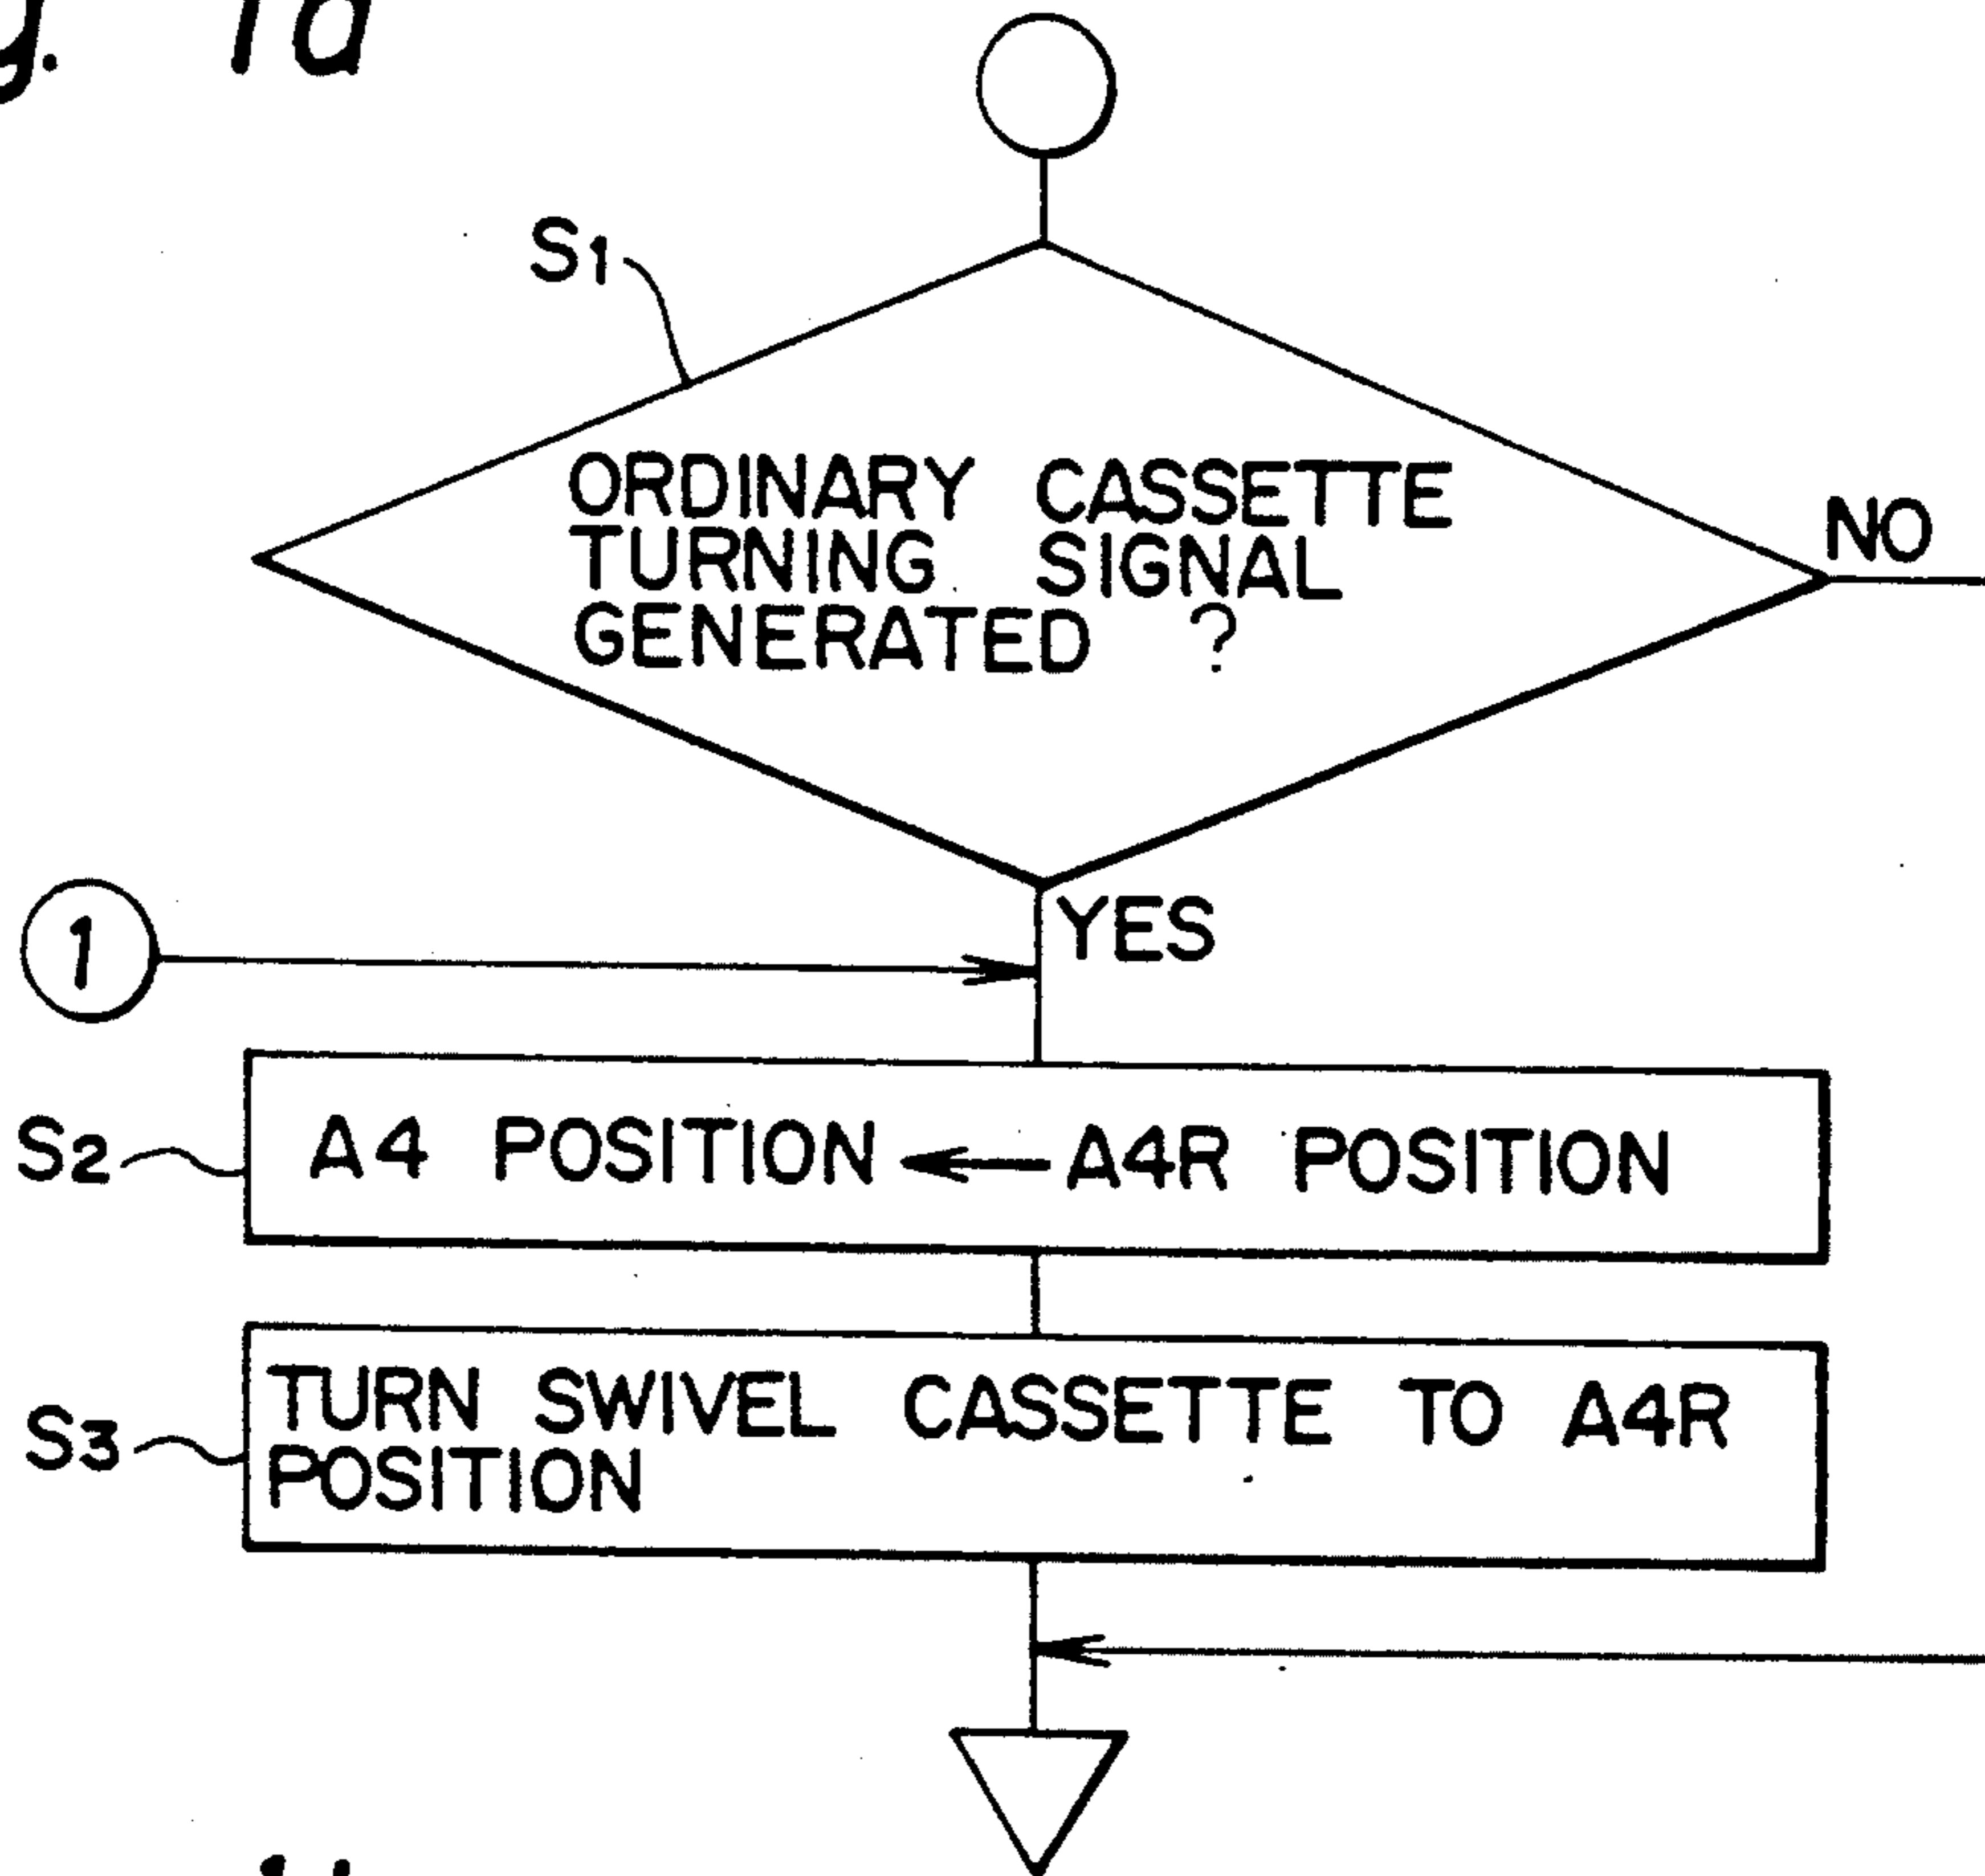 1a
S1
ORDINARY CASSETTE
TURNING SIGNAL
GENERATED ?
NO
YES
1
S2
A4 POSITION ← A4R POSITION
S3
TURN SWIVEL CASSETTE TO A4R
POSITION